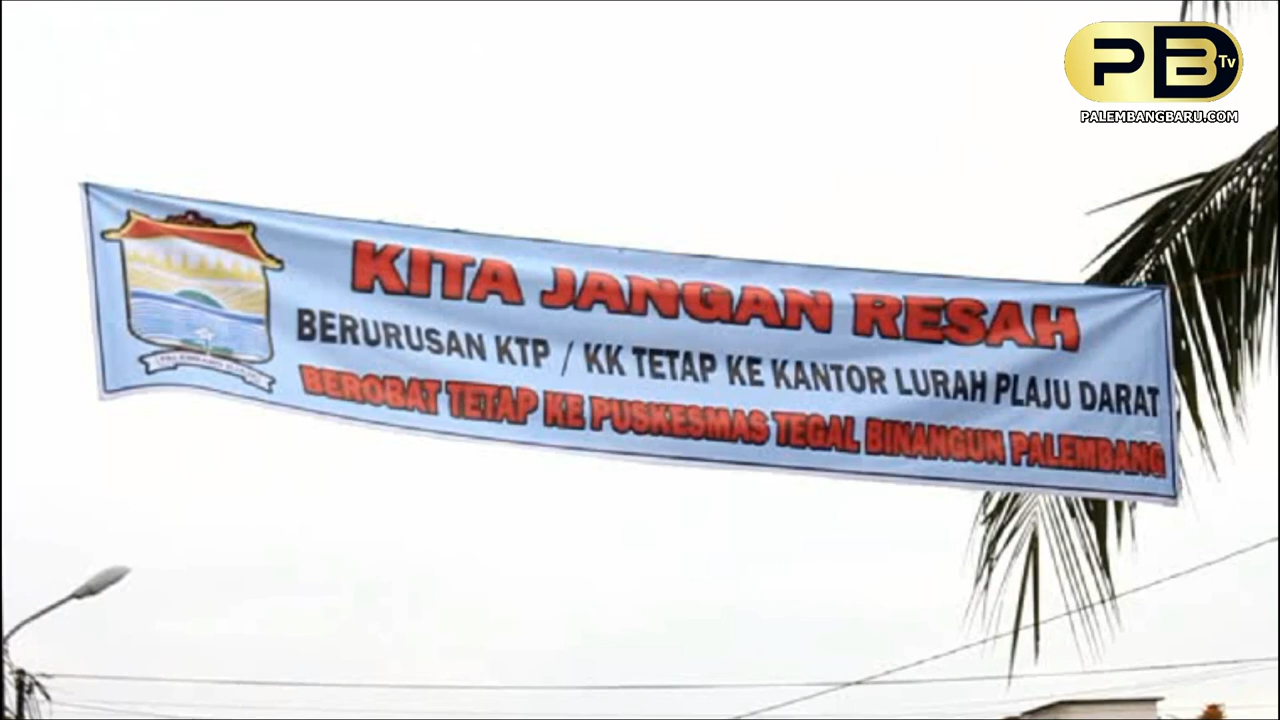 PB Tv
PALEMBANGBARU.COM
KITA JANGAN RESAH
BERURUSAN KTP / KK TETAP KE KANTOR LURAH PLAJU DARAT
BEROBAT TETAP KE PUSKESMAS TEGAL BINANGUN PALEMBANG